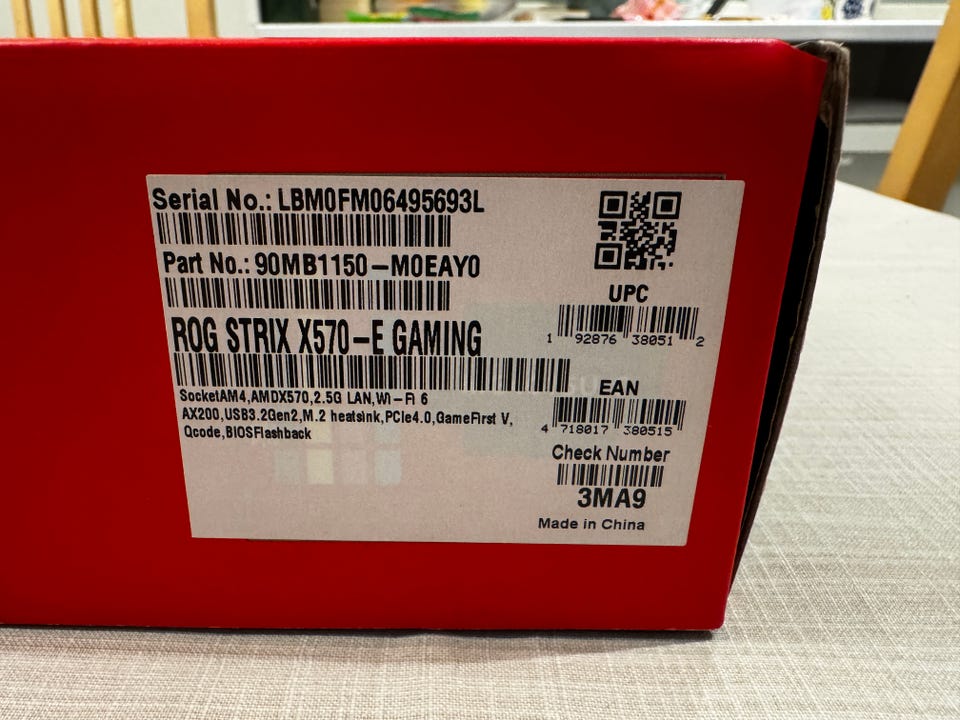 Serial No.: LBM0FM06495693L
Part No.: 90MB1150-M0EAY0
ROG STRIX X570-E GAMING
SocketAM4,AMDX570,2.5G LAN,Wi-Fi 6
AX200,USB3.2Gen2,M.2 heatsink,PCIe4.0,GameFirst V,
Qcode,BIOSFlashback
UPC
1 92876 38051 2
EAN
4 718017 380515
Check Number
3MA9
Made in China